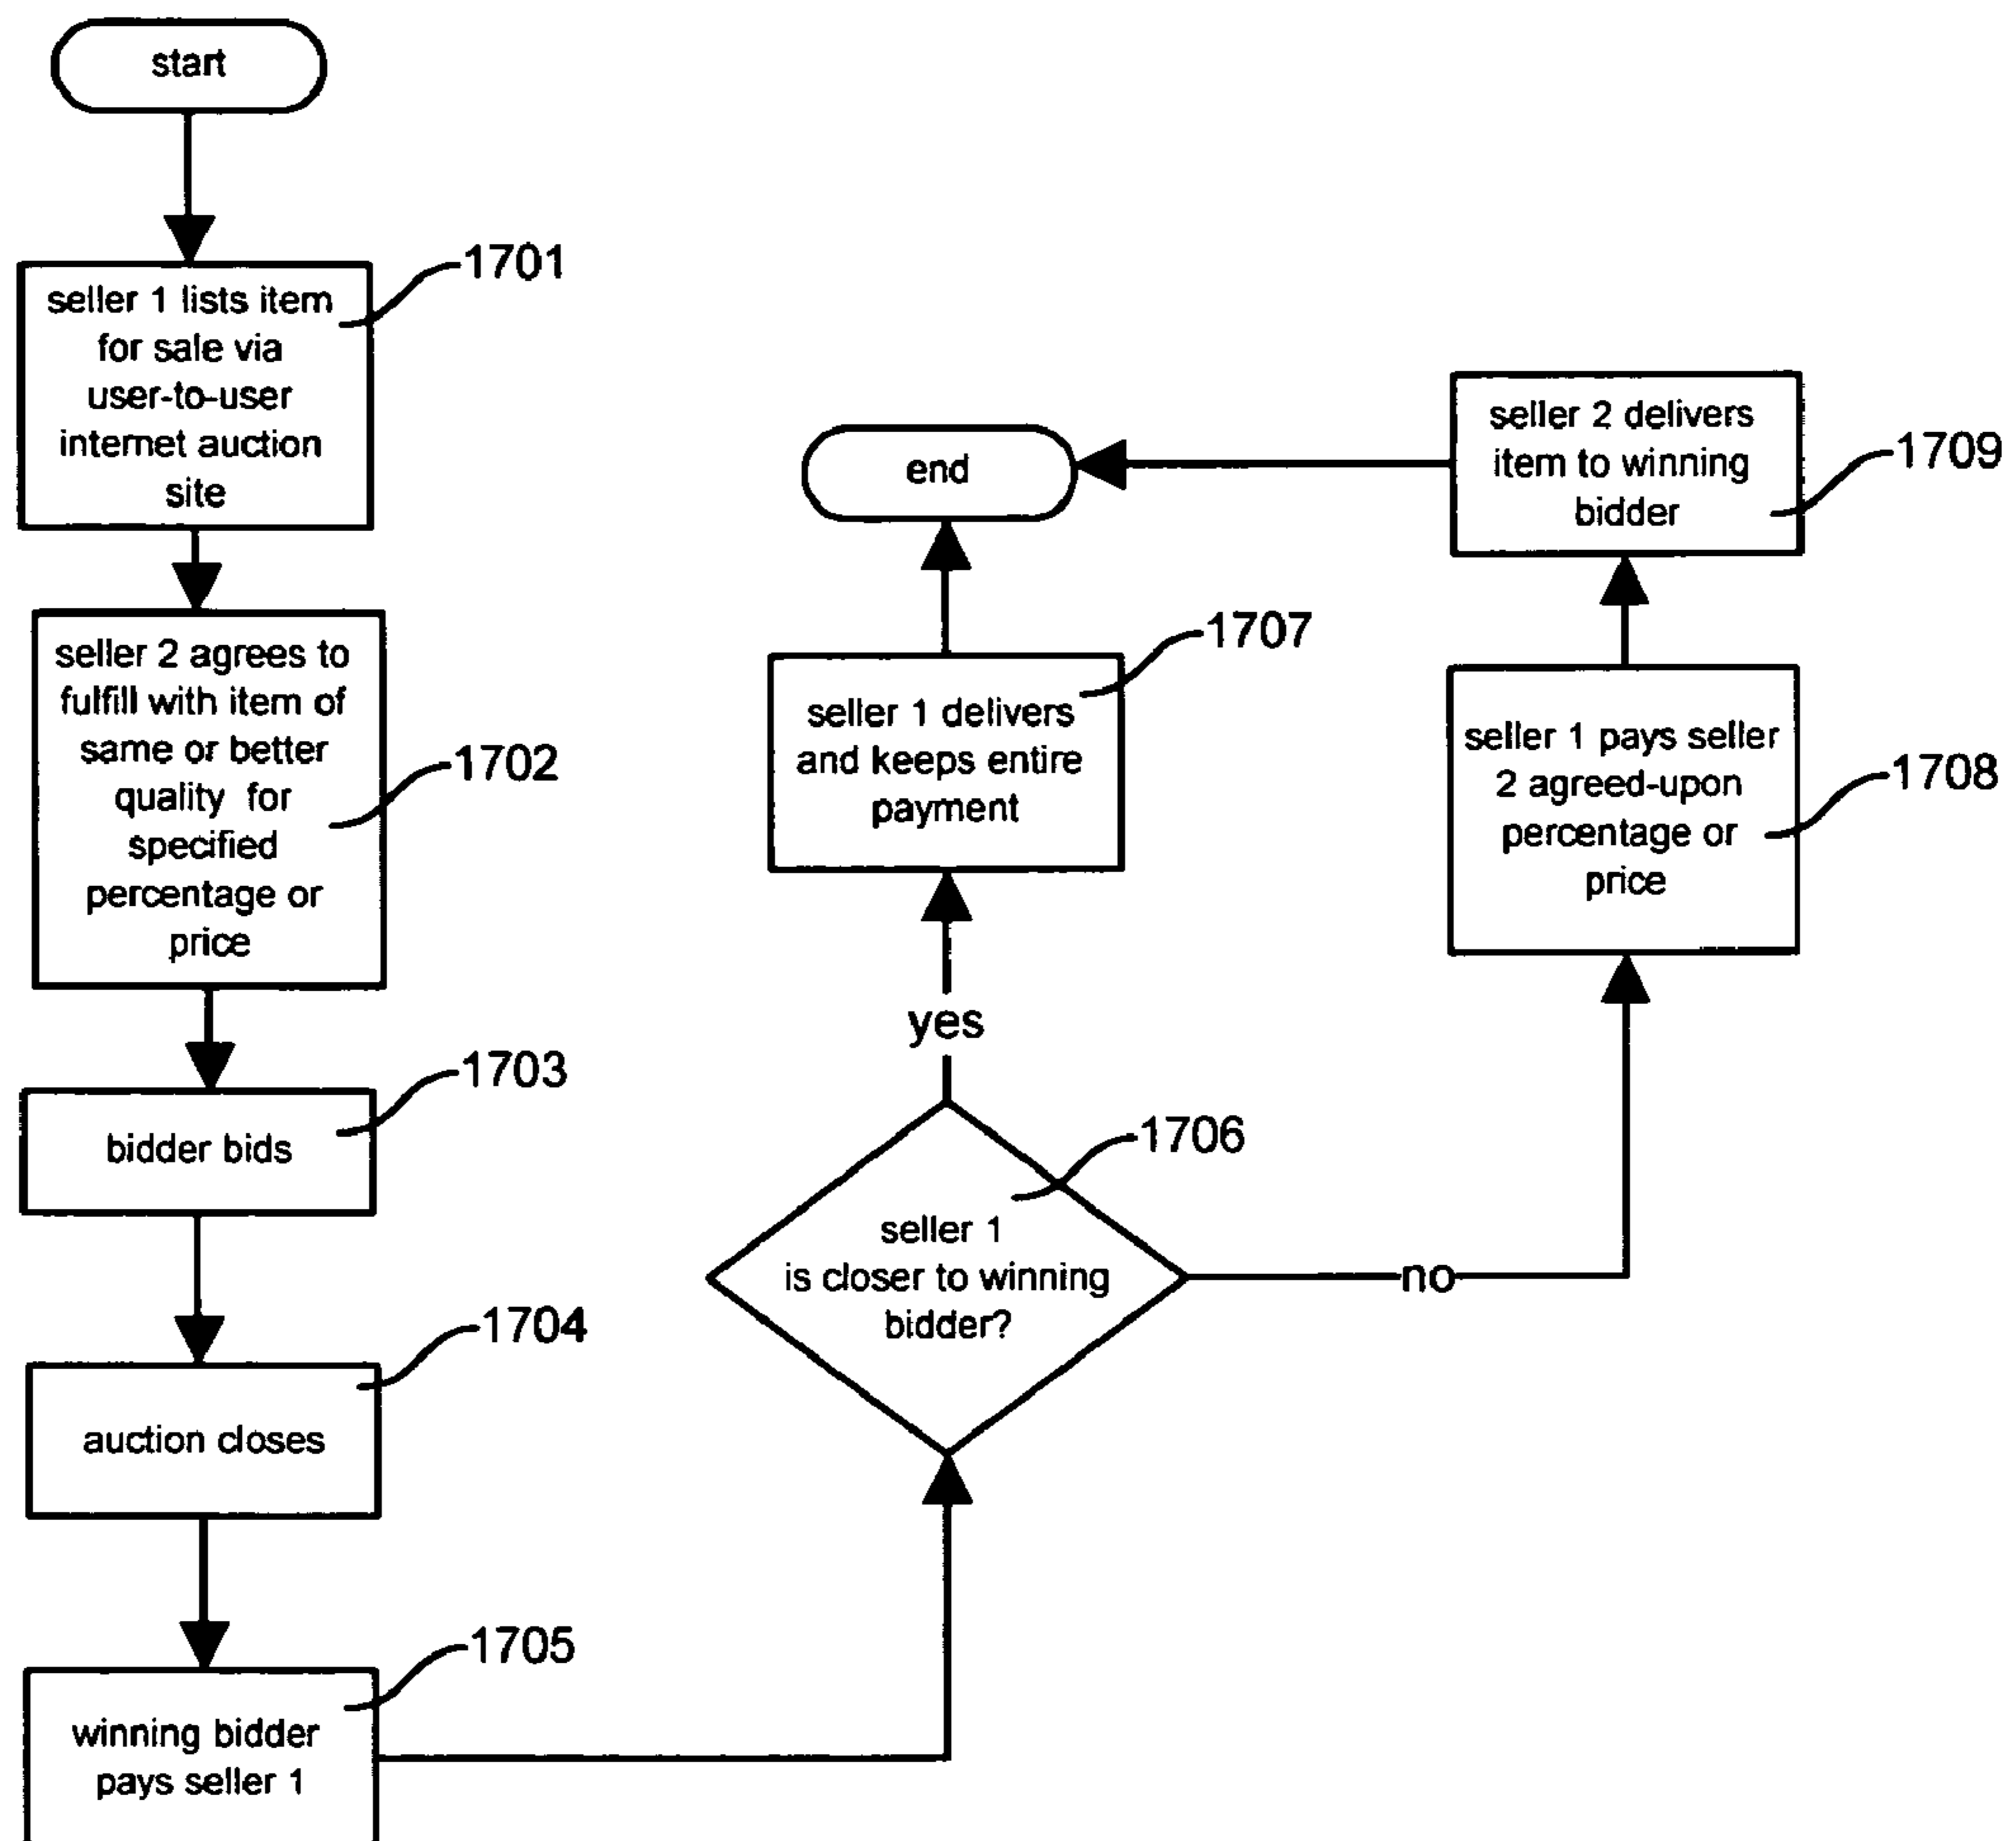 start
1701
seller 1 lists item
for sale via
user-to-user
internet auction
site
seller 2 agrees to
fulfill with item of
same or better
quality for
specified
percentage or
price
1702
1703
bidder bids
1704
auction closes
1705
winning bidder
pays seller 1
1706
seller 1
is closer to winning
bidder?
yes
no
1707
seller 1 delivers
and keeps entire
payment
1708
seller 1 pays seller
2 agreed-upon
percentage or
price
1709
seller 2 delivers
item to winning
bidder
end